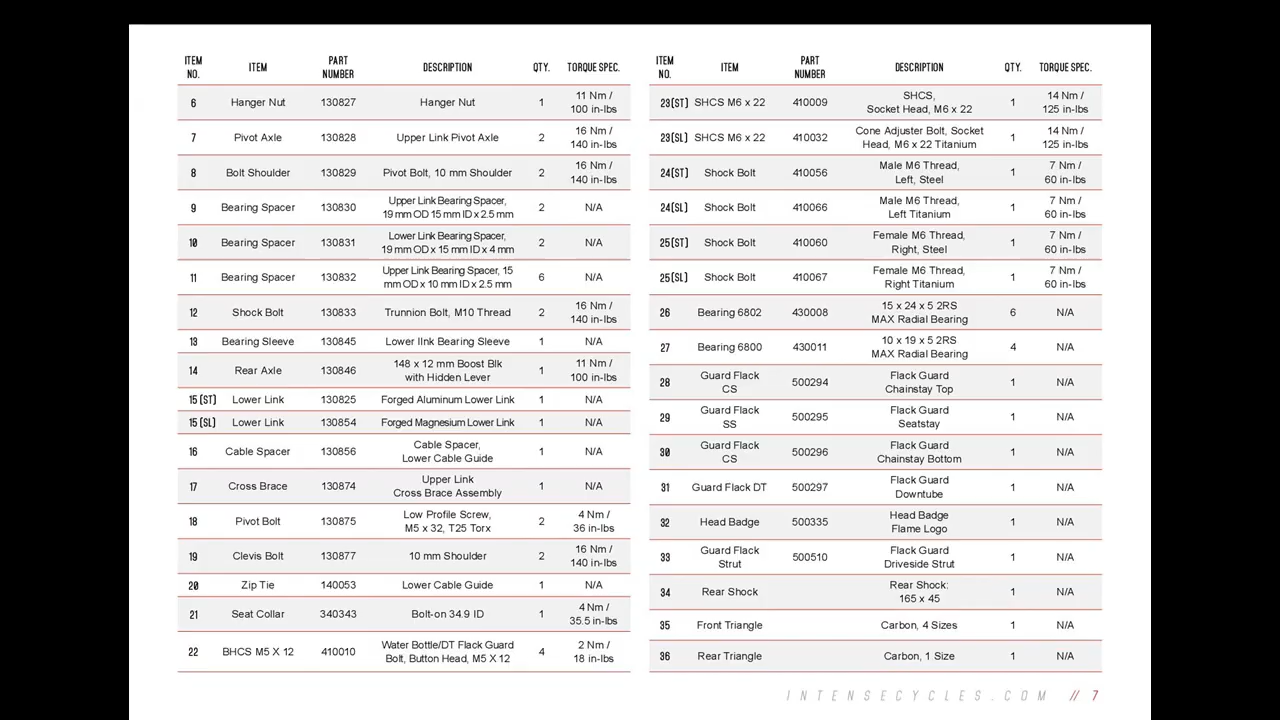 ITEM NO. ITEM PART NUMBER DESCRIPTION QTY. TORQUE SPEC.
6 Hanger Nut 130827 Hanger Nut 1 11 Nm / 100 in-lbs
7 Pivot Axle 130828 Upper Link Pivot Axle 2 16 Nm / 140 in-lbs
8 Bolt Shoulder 130829 Pivot Bolt, 10 mm Shoulder 2 16 Nm / 140 in-lbs
9 Bearing Spacer 130830 Upper Link Bearing Spacer, 19 mm OD 15 mm ID x 2.5 mm 2 N/A
10 Bearing Spacer 130831 Lower Link Bearing Spacer, 19 mm OD x 15 mm ID x 4 mm 2 N/A
11 Bearing Spacer 130832 Upper Link Bearing Spacer, 15 mm OD x 10 mm ID x 2.5 mm 6 N/A
12 Shock Bolt 130833 Trunnion Bolt, M10 Thread 2 16 Nm / 140 in-lbs
13 Bearing Sleeve 130845 Lower lInk Bearing Sleeve 1 N/A
14 Rear Axle 130846 148 x 12 mm Boost Blk with Hidden Lever 1 11 Nm / 100 in-lbs
15 (ST) Lower Link 130825 Forged Aluminum Lower Link 1 N/A
15 (SL) Lower Link 130854 Forged Magnesium Lower Link 1 N/A
16 Cable Spacer 130856 Cable Spacer, Lower Cable Guide 1 N/A
17 Cross Brace 130874 Upper Link Cross Brace Assembly 1 N/A
18 Pivot Bolt 130875 Low Profile Screw, M5 x 32, T25 Torx 2 4 Nm / 36 in-lbs
19 Clevis Bolt 130877 10 mm Shoulder 2 16 Nm / 140 in-lbs
20 Zip Tie 140053 Lower Cable Guide 1 N/A
21 Seat Collar 340343 Bolt-on 34.9 ID 1 4 Nm / 35.5 in-lbs
22 BHCS M5 X 12 410010 Water Bottle/DT Flack Guard Bolt, Button Head, M5 X 12 4 2 Nm / 18 in-lbs
ITEM NO. ITEM PART NUMBER DESCRIPTION QTY. TORQUE SPEC.
23(ST) SHCS M6 x 22 410009 SHCS, Socket Head, M6 x 22 1 14 Nm / 125 in-lbs
23(SL) SHCS M6 x 22 410032 Cone Adjuster Bolt, Socket Head, M6 x 22 Titanium 1 14 Nm / 125 in-lbs
24(ST) Shock Bolt 410056 Male M6 Thread, Left, Steel 1 7 Nm / 60 in-lbs
24(SL) Shock Bolt 410066 Male M6 Thread, Left Titanium 1 7 Nm / 60 in-lbs
25(ST) Shock Bolt 410060 Female M6 Thread, Right, Steel 1 7 Nm / 60 in-lbs
25(SL) Shock Bolt 410067 Female M6 Thread, Right Titanium 1 7 Nm / 60 in-lbs
26 Bearing 6802 430008 15 x 24 x 5 2RS MAX Radial Bearing 6 N/A
27 Bearing 6800 430011 10 x 19 x 5 2RS MAX Radial Bearing 4 N/A
28 Guard Flack CS 500294 Flack Guard Chainstay Top 1 N/A
29 Guard Flack SS 500295 Flack Guard Seatstay 1 N/A
30 Guard Flack CS 500296 Flack Guard Chainstay Bottom 1 N/A
31 Guard Flack DT 500297 Flack Guard Downtube 1 N/A
32 Head Badge 500335 Head Badge Flame Logo 1 N/A
33 Guard Flack Strut 500510 Flack Guard Driveside Strut 1 N/A
34 Rear Shock Rear Shock: 165 x 45 1 N/A
35 Front Triangle Carbon, 4 Sizes 1 N/A
36 Rear Triangle Carbon, 1 Size 1 N/A
INTENSECYCLES.COM // 7